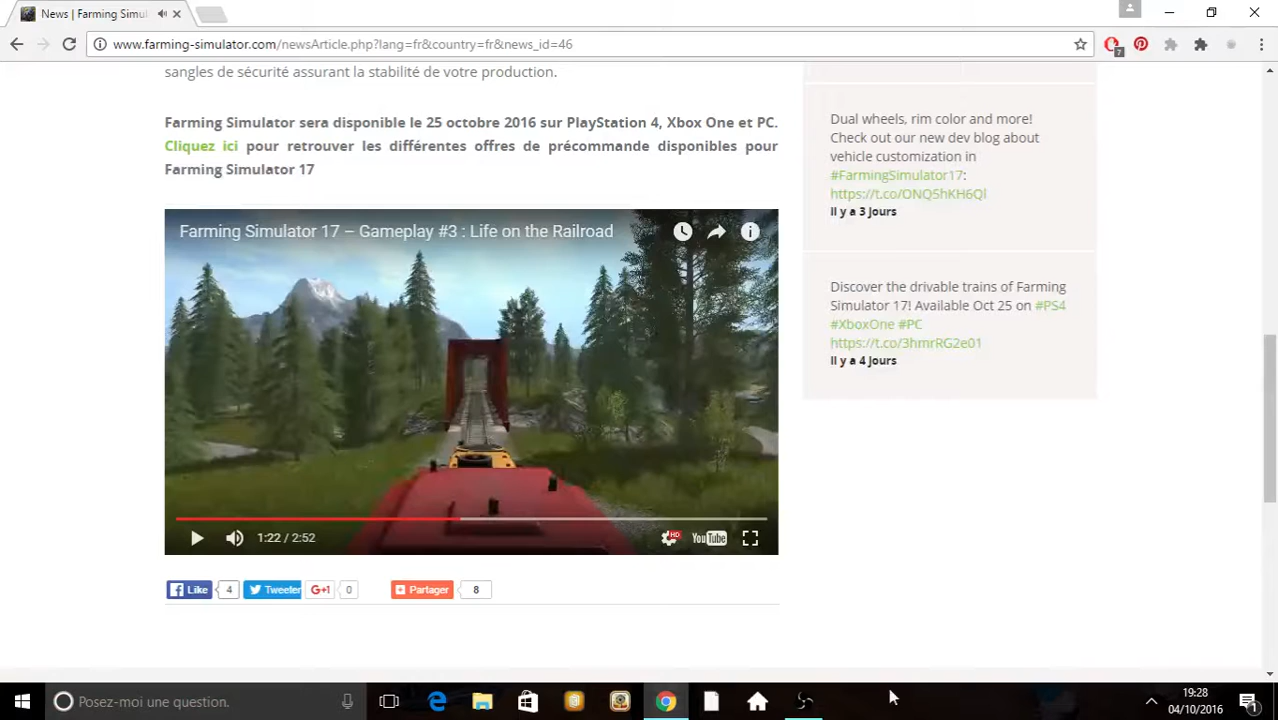 News | Farming Simul
www.farming-simulator.com/newsArticle.php?lang=fr&country=fr&news_id=46
7
sangles de sécurité assurant la stabilité de votre production.
Farming Simulator sera disponible le 25 octobre 2016 sur PlayStation 4, Xbox One et PC.
Cliquez ici pour retrouver les différentes offres de précommande disponibles pour
Farming Simulator 17
Farming Simulator 17 – Gameplay #3 : Life on the Railroad
1:22 / 2:52
HD
YouTube
Like
4
Tweeter
G+1
0
Partager
8
Dual wheels, rim color and more!
Check out our new dev blog about
vehicle customization in
#FarmingSimulator17:
https://t.co/ONQ5hKH6Ql
Il y a 3 Jours
Discover the drivable trains of Farming
Simulator 17! Available Oct 25 on #PS4
#XboxOne #PC
https://t.co/3hmrRG2e01
Il y a 4 Jours
Posez-moi une question.
19:28
04/10/2016
1